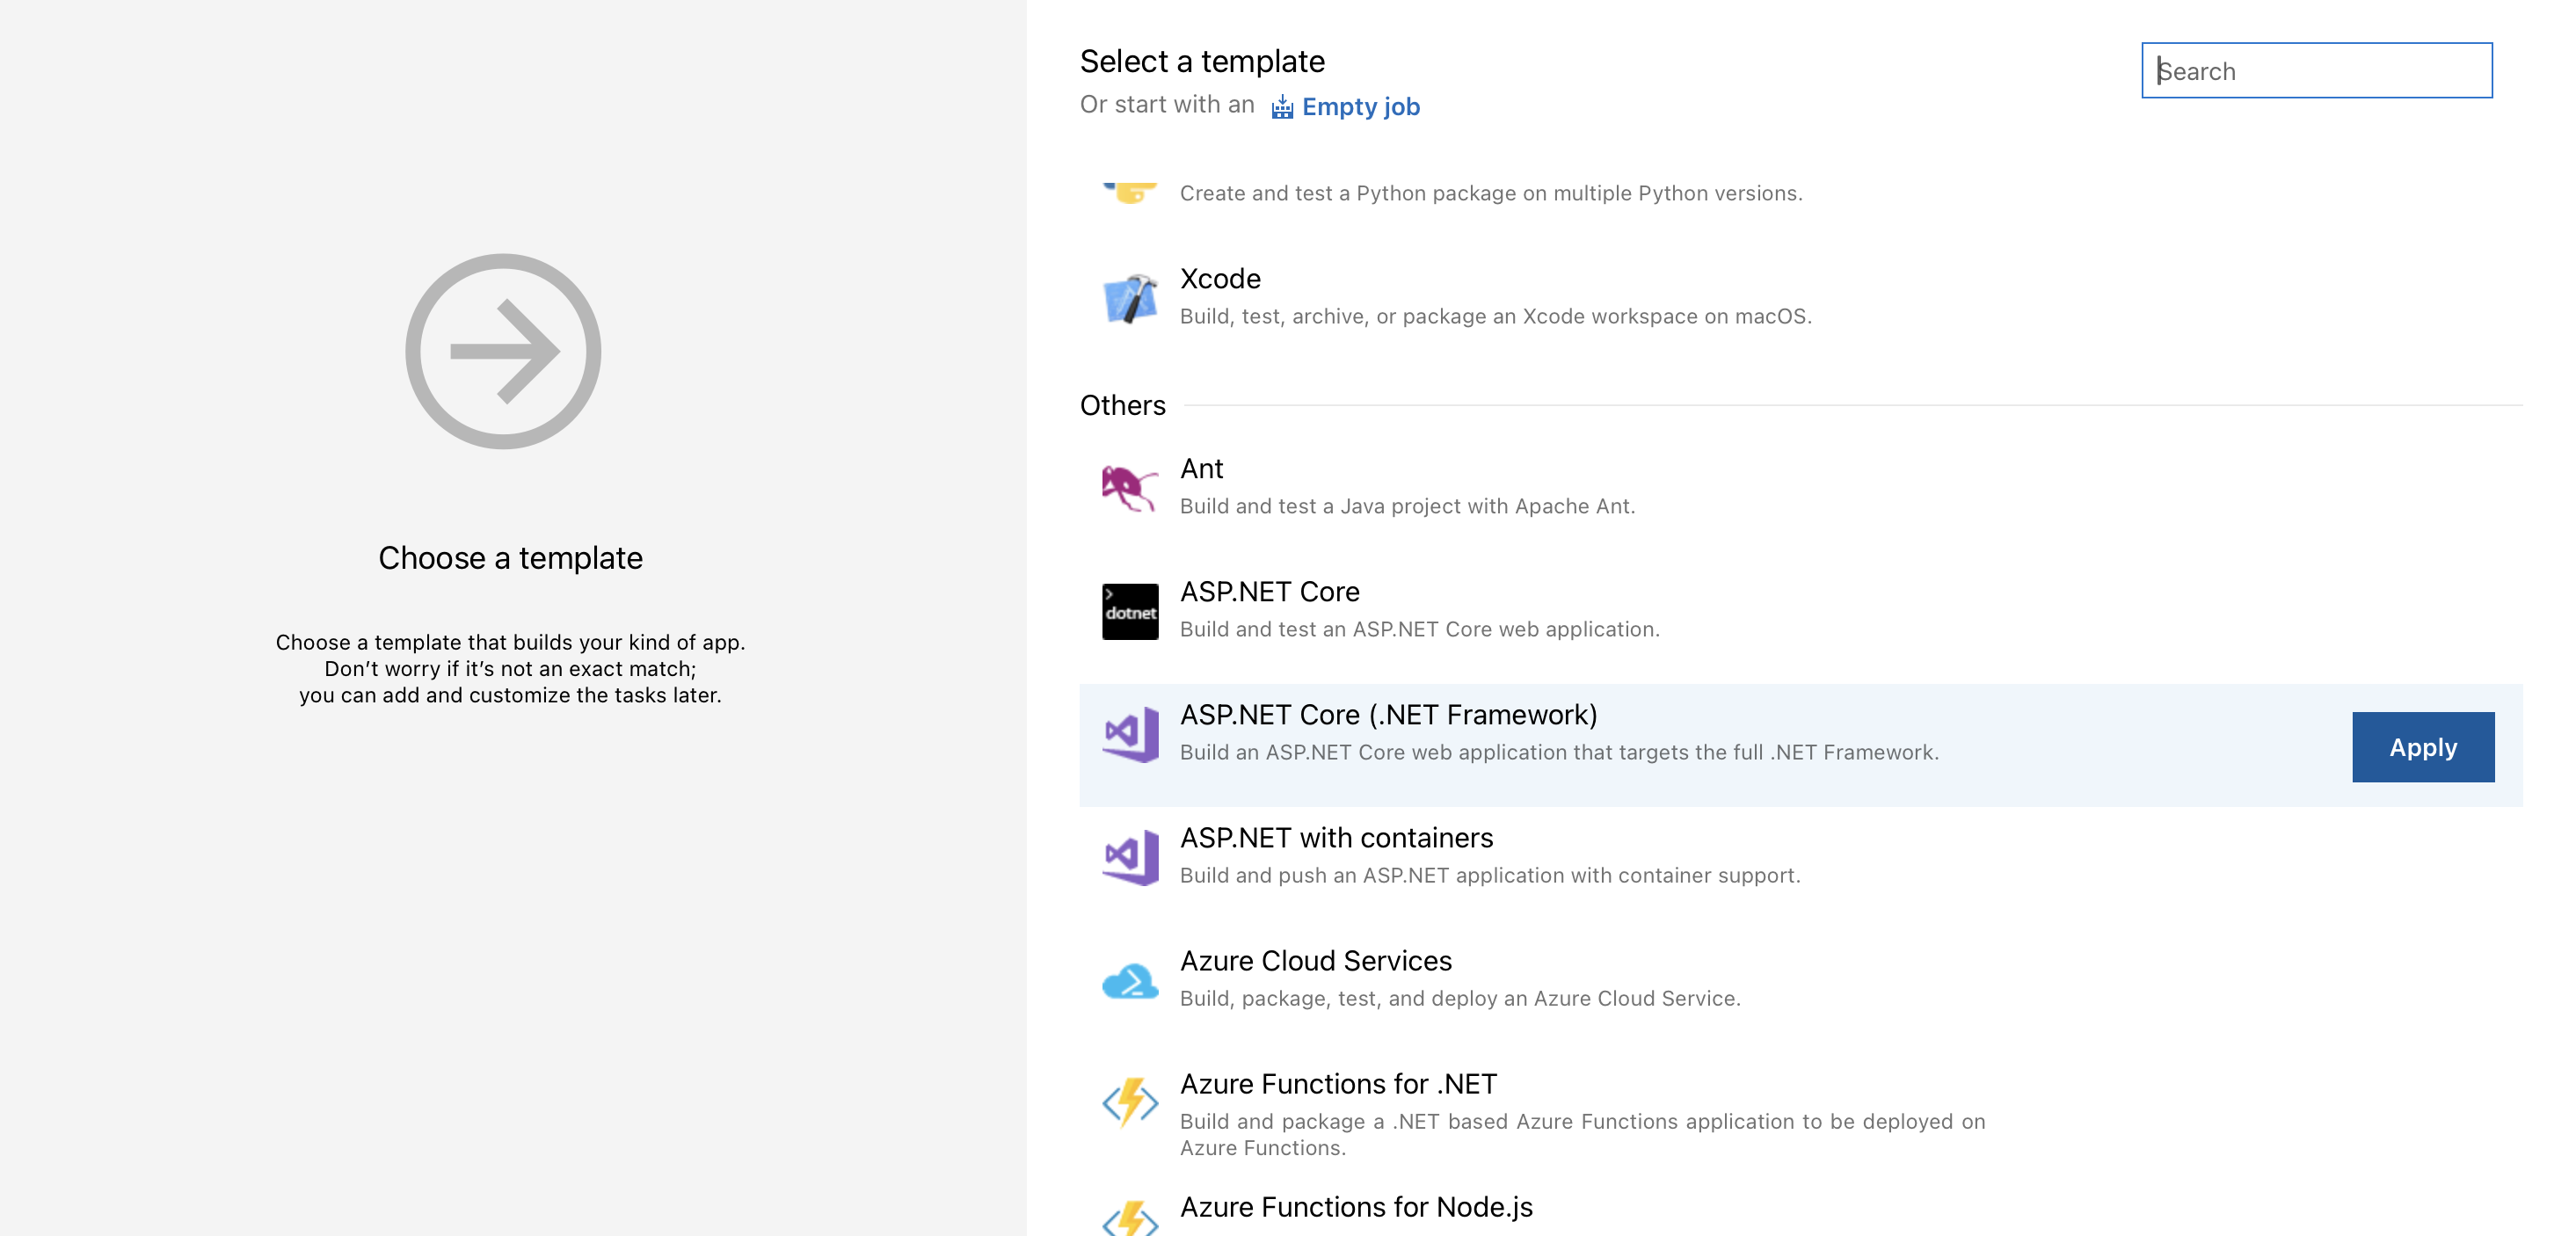 Choose a template
Choose a template that builds your kind of app.
Don’t worry if it’s not an exact match;
you can add and customize the tasks later.
Select a template
Or start with an Empty job
Search
Create and test a Python package on multiple Python versions.
Xcode
Build, test, archive, or package an Xcode workspace on macOS.
Others
Ant
Build and test a Java project with Apache Ant.
dotnet
ASP.NET Core
Build and test an ASP.NET Core web application.
ASP.NET Core (.NET Framework)
Build an ASP.NET Core web application that targets the full .NET Framework.
Apply
ASP.NET with containers
Build and push an ASP.NET application with container support.
Azure Cloud Services
Build, package, test, and deploy an Azure Cloud Service.
Azure Functions for .NET
Build and package a .NET based Azure Functions application to be deployed on
Azure Functions.
Azure Functions for Node.js